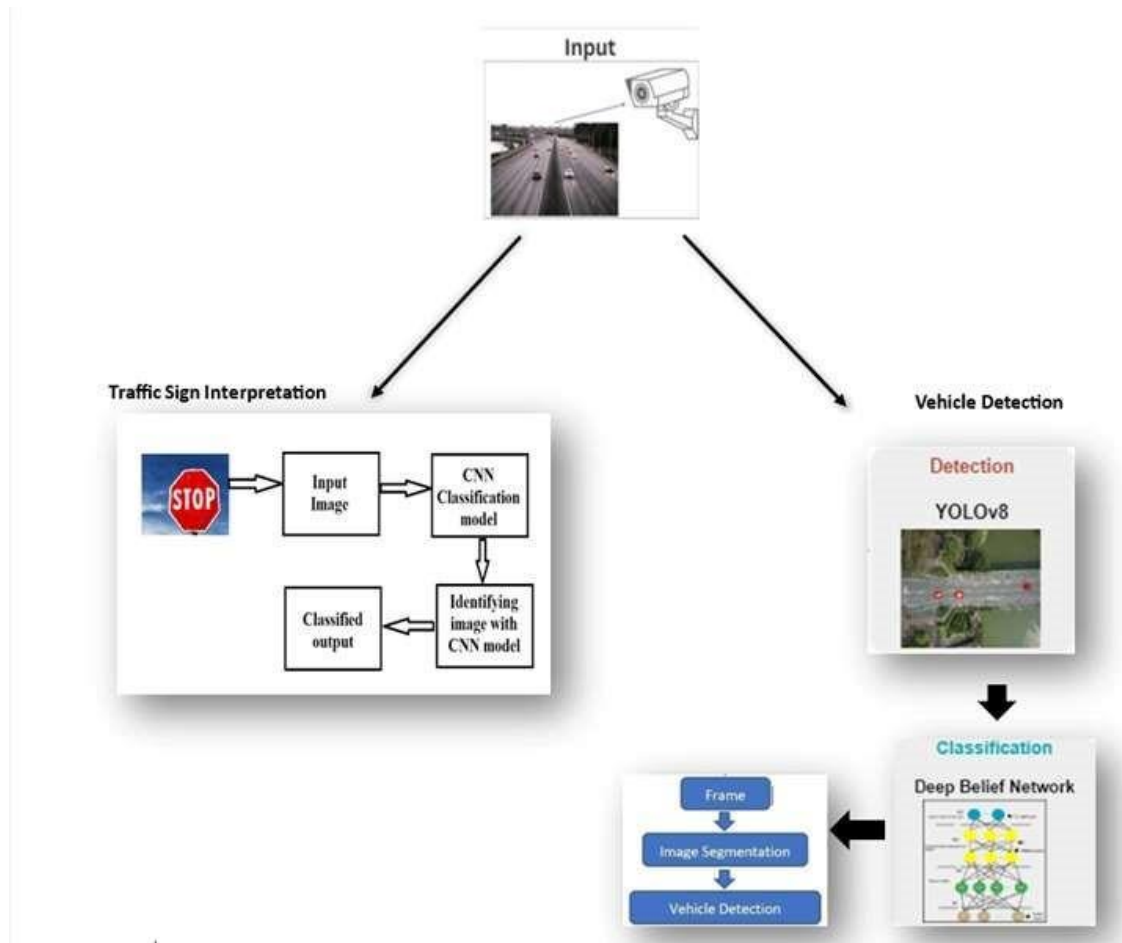 Input
Traffic Sign Interpretation
STOP
Input
Image
CNN
Classification
model
Identifying
image with
CNN model
Classified
output
Vehicle Detection
Detection
YOLOv8
Classification
Deep Belief Network
Frame
Image Segmentation
Vehicle Detection